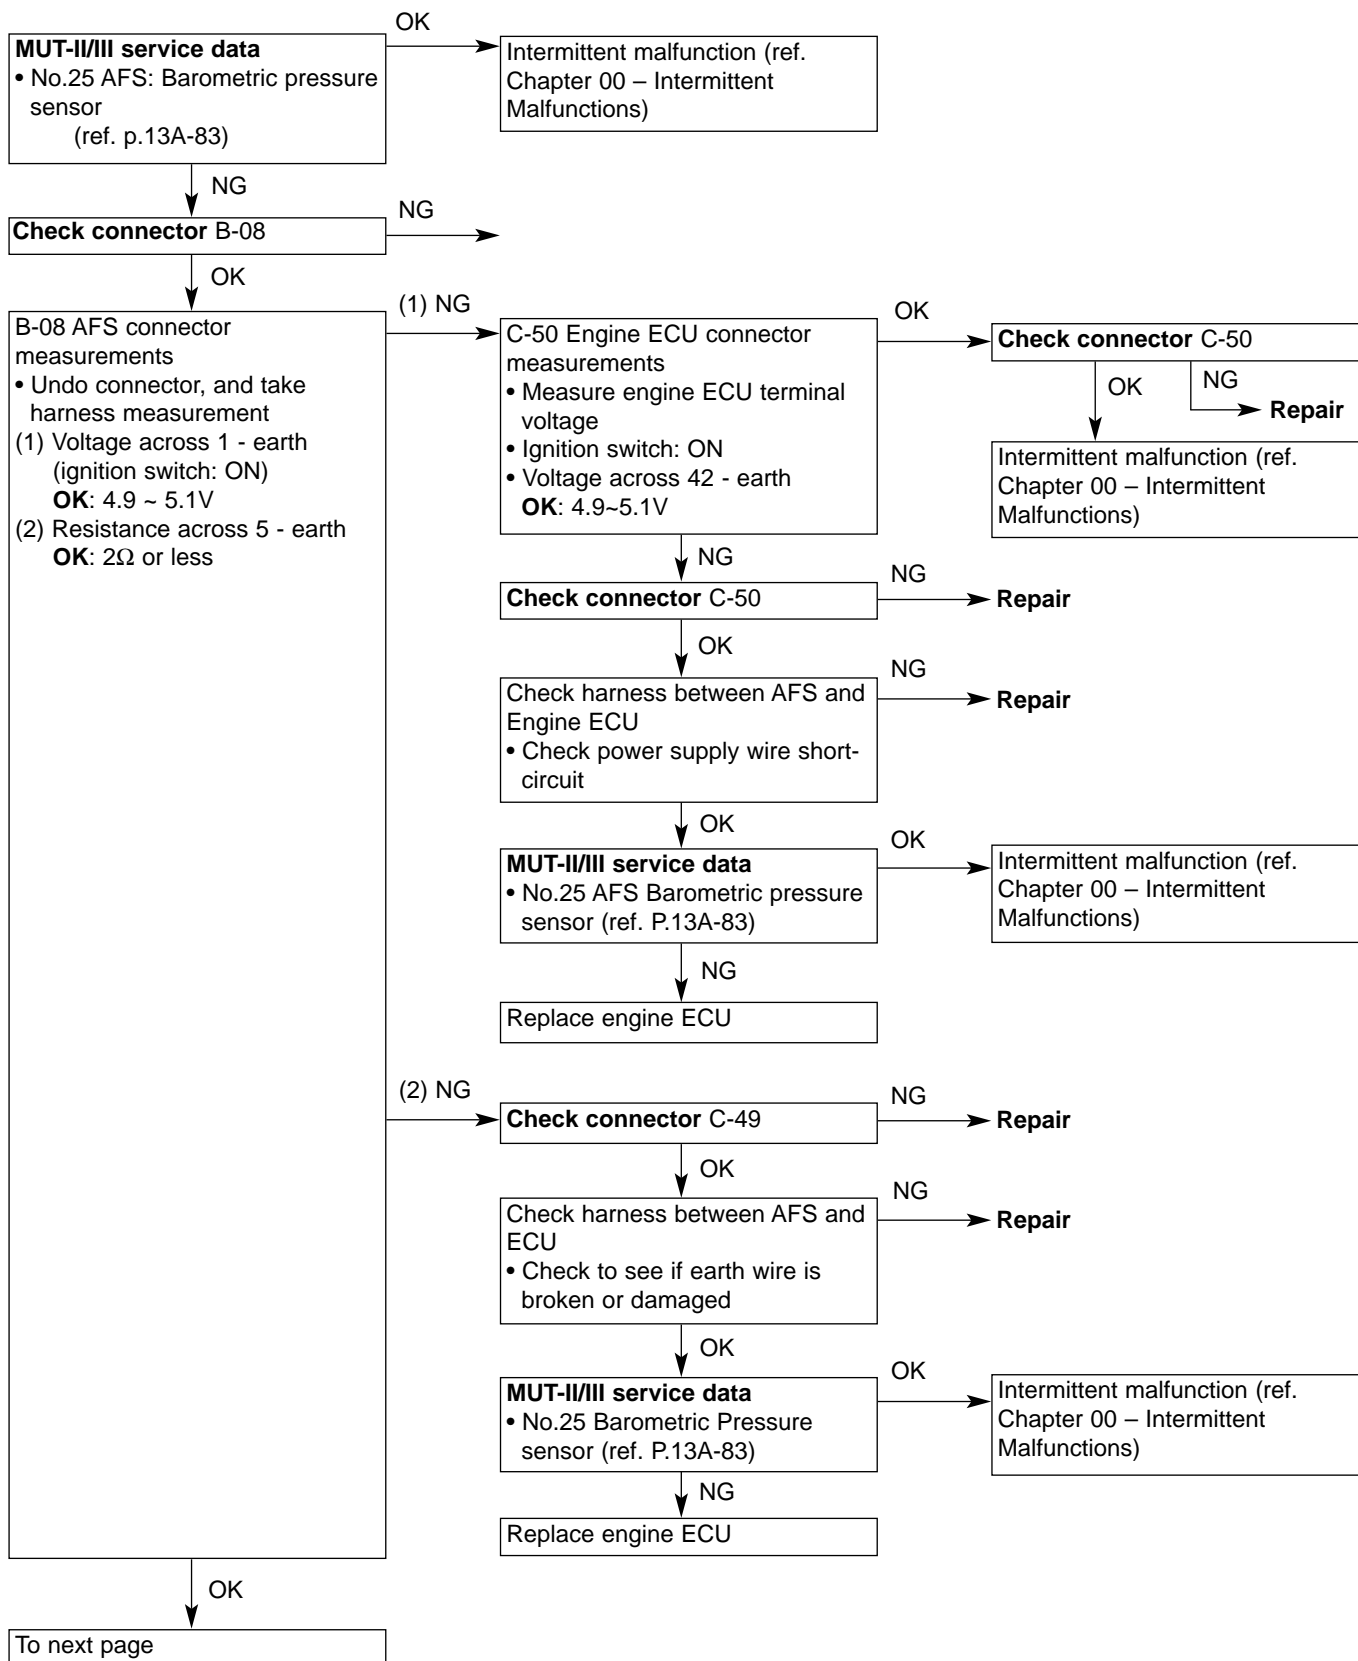 OK
MUT-II/III service data
• No.25 AFS: Barometric pressure
sensor
(ref. p.13A-83)
Intermittent malfunction (ref.
Chapter 00 – Intermittent
Malfunctions)
NG
Check connector B-08
NG
OK
B-08 AFS connector
measurements
• Undo connector, and take
harness measurement
(1) Voltage across 1 - earth
(ignition switch: ON)
OK: 4.9 ~ 5.1V
(2) Resistance across 5 - earth
OK: 2Ω or less
(1) NG
C-50 Engine ECU connector
measurements
• Measure engine ECU terminal
voltage
• Ignition switch: ON
• Voltage across 42 - earth
OK: 4.9~5.1V
OK
Check connector C-50
OK
NG
Repair
Intermittent malfunction (ref.
Chapter 00 – Intermittent
Malfunctions)
NG
Check connector C-50
NG
Repair
OK
Check harness between AFS and
Engine ECU
• Check power supply wire short-
circuit
NG
Repair
OK
MUT-II/III service data
• No.25 AFS Barometric pressure
sensor (ref. P.13A-83)
OK
Intermittent malfunction (ref.
Chapter 00 – Intermittent
Malfunctions)
NG
Replace engine ECU
(2) NG
Check connector C-49
NG
Repair
OK
Check harness between AFS and
ECU
• Check to see if earth wire is
broken or damaged
NG
Repair
OK
MUT-II/III service data
• No.25 Barometric Pressure
sensor (ref. P.13A-83)
OK
Intermittent malfunction (ref.
Chapter 00 – Intermittent
Malfunctions)
NG
Replace engine ECU
OK
To next page